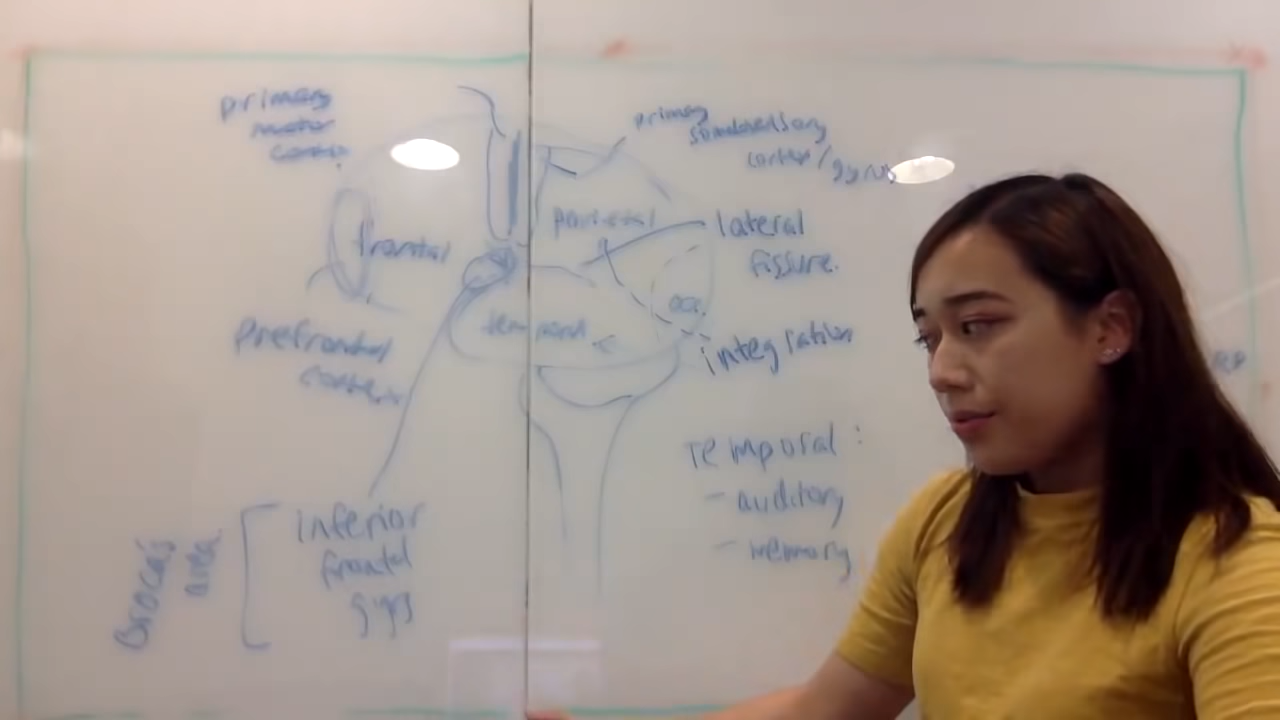 primary
motor
cortex
primary
somatosensory
cortex / gyrus
parietal
frontal
lateral
fissure.
occ.
temporal
integration
prefrontal
cortex
Temporal:
- auditory
- memory
Broca's
area.
inferior
frontal